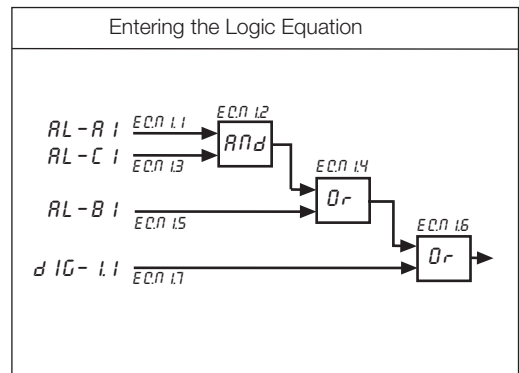 Entering the Logic Equation
AL-A1 EC.N 1.1 EC.N 1.2
AL-C1 EC.N 1.3 ANd EC.N 1.4
AL-B1 EC.N 1.5 Or EC.N 1.6
dIG-1.1 EC.N 1.7 Or